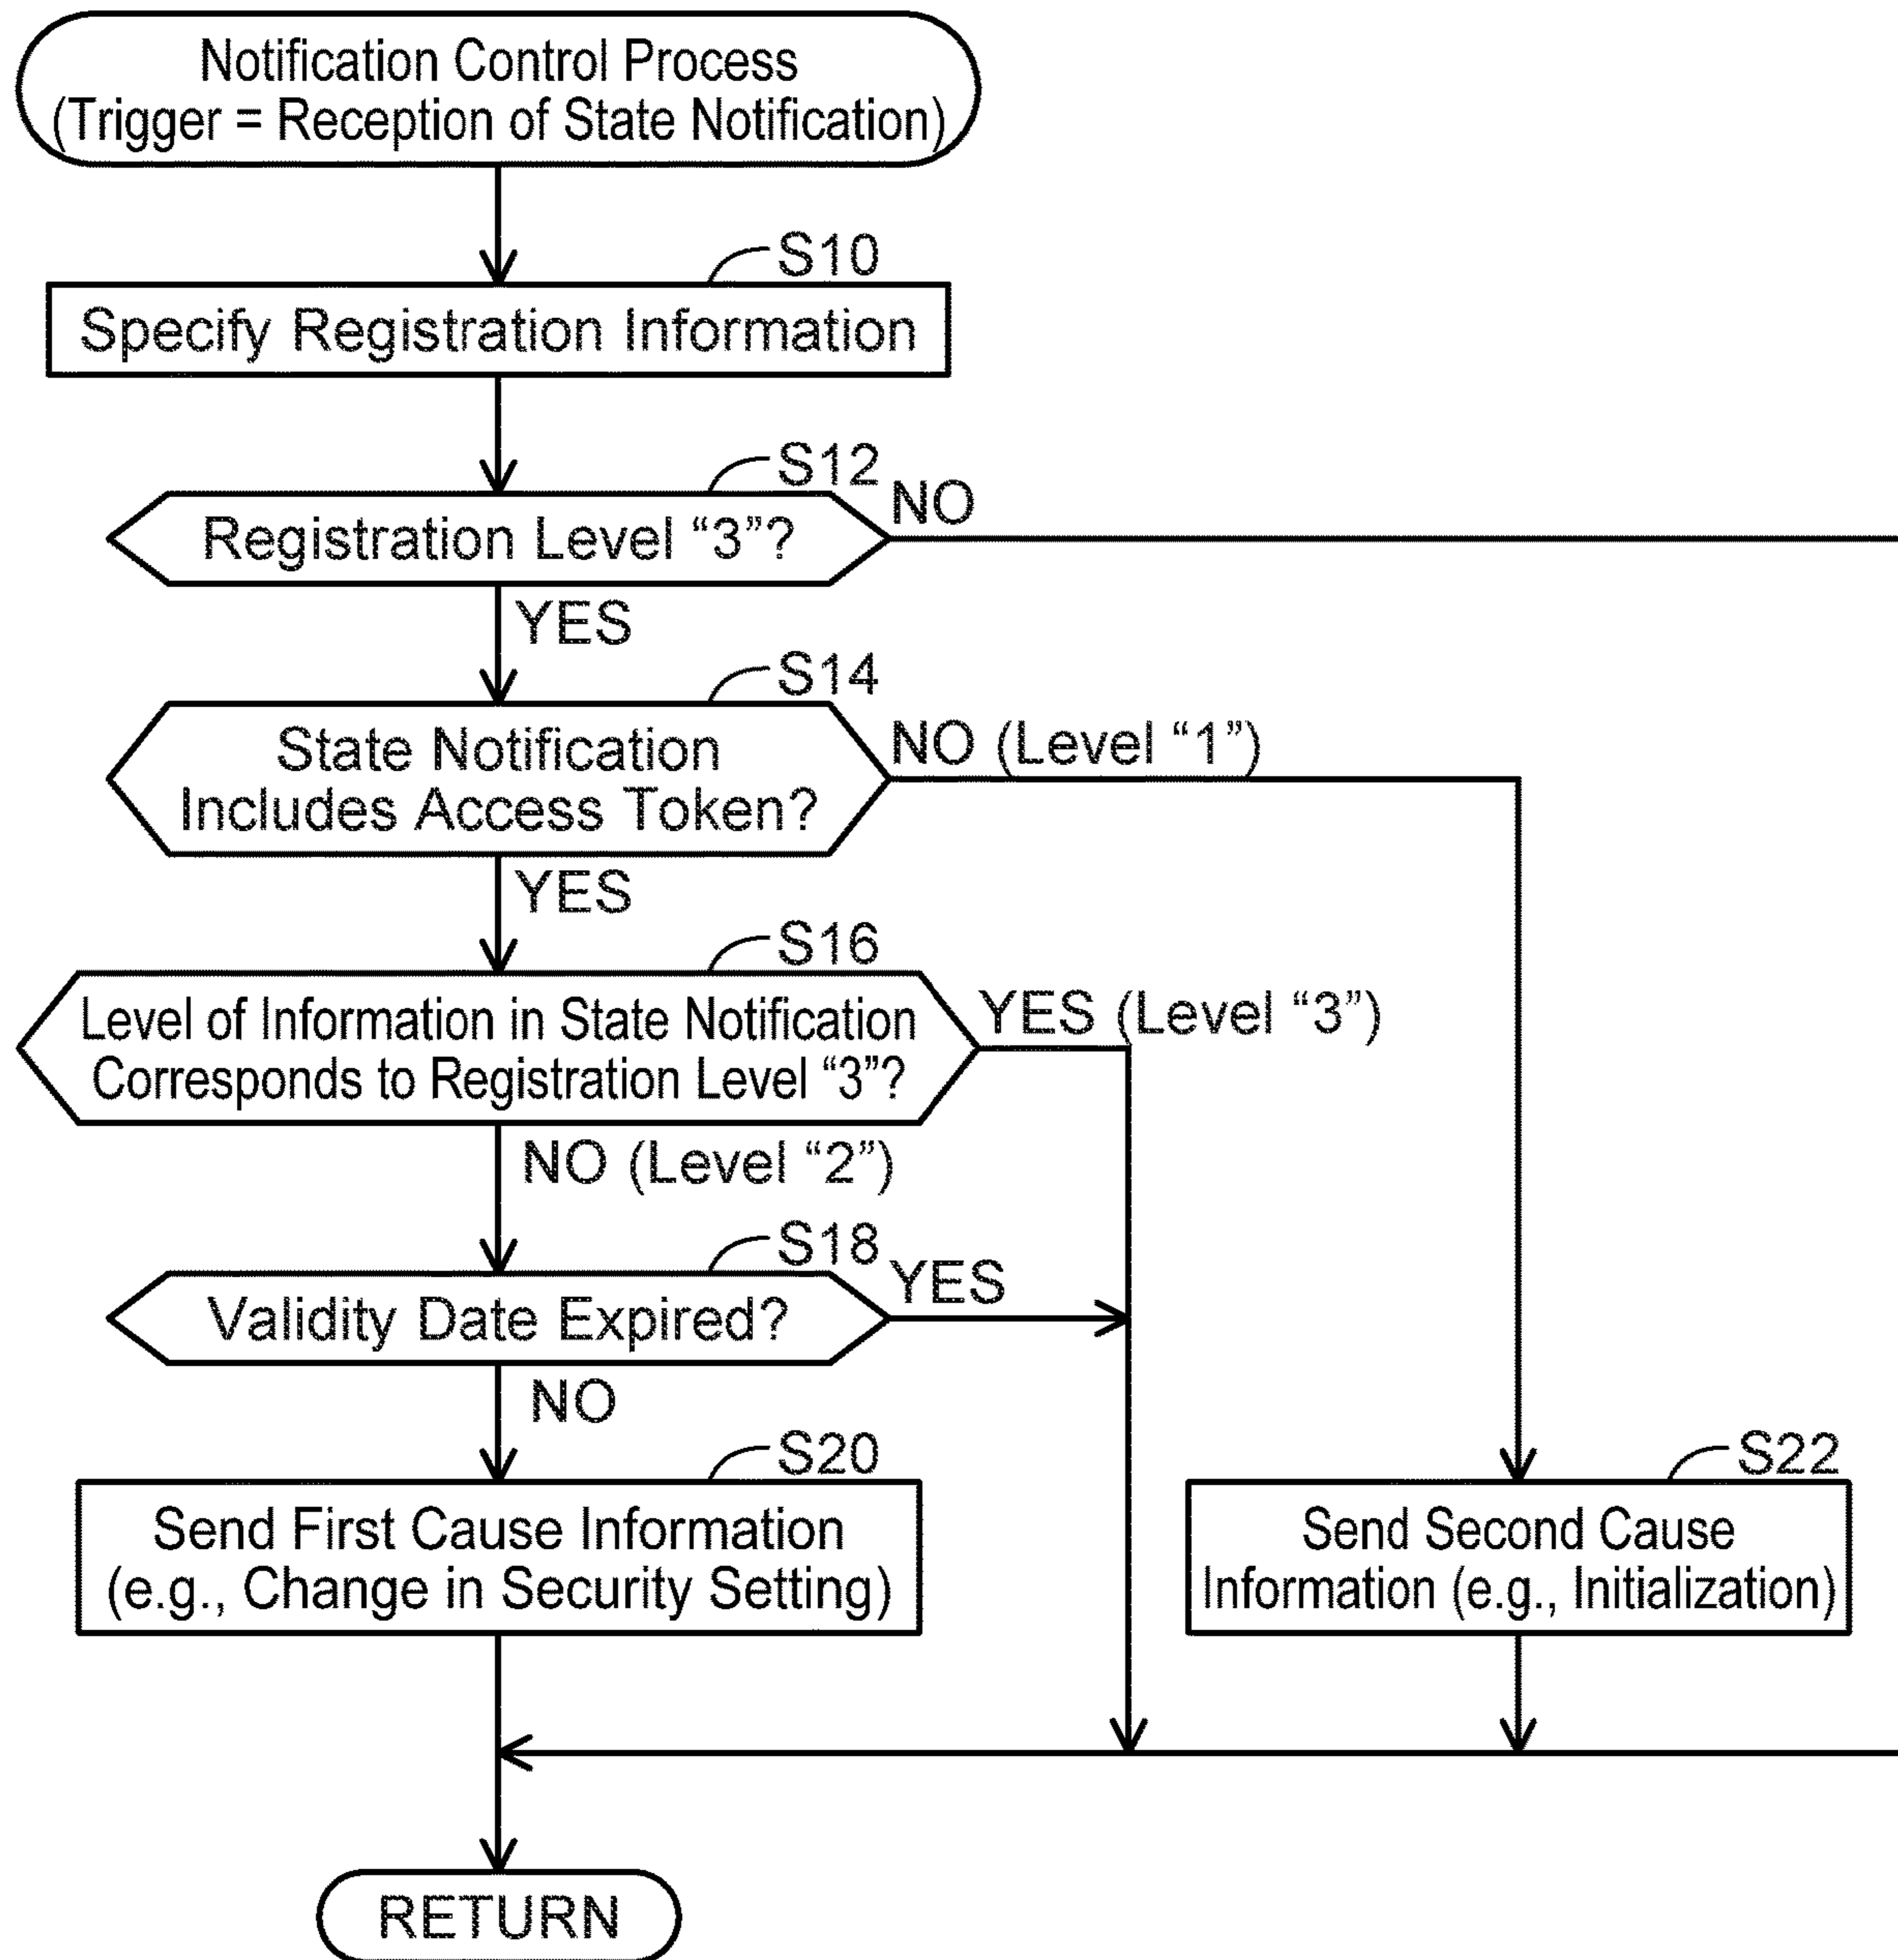 Notification Control Process
(Trigger = Reception of State Notification)
S10
Specify Registration Information
S12
Registration Level “3”?
NO
YES
S14
State Notification
Includes Access Token?
NO (Level “1”)
YES
S16
Level of Information in State Notification
Corresponds to Registration Level “3”?
YES (Level “3”)
NO (Level “2”)
S18
Validity Date Expired?
YES
NO
S20
Send First Cause Information
(e.g., Change in Security Setting)
S22
Send Second Cause
Information (e.g., Initialization)
RETURN